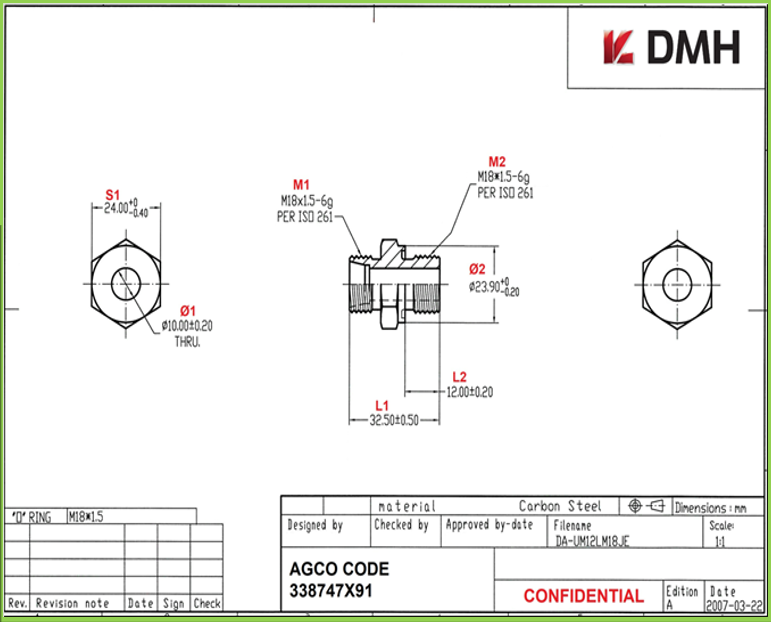 DMH
S1
24.00 +0 -0.40
Ø1
Ø10.00±0.20
THRU.
M1
M18x1.5-6g
PER ISO 261
M2
M18*1.5-6g
PER ISO 261
Ø2
Ø23.90 +0 -0.20
L2
12.00±0.20
L1
32.50±0.50
"O" RING M18*1.5
Rev. Revision note Date Sign Check
material Carbon Steel Dimensions : mm
Designed by Checked by Approved by-date Filename Scale:
DA-UM12LM18JE 1:1
AGCO CODE
338747X91
CONFIDENTIAL
Edition Date
A 2007-03-22